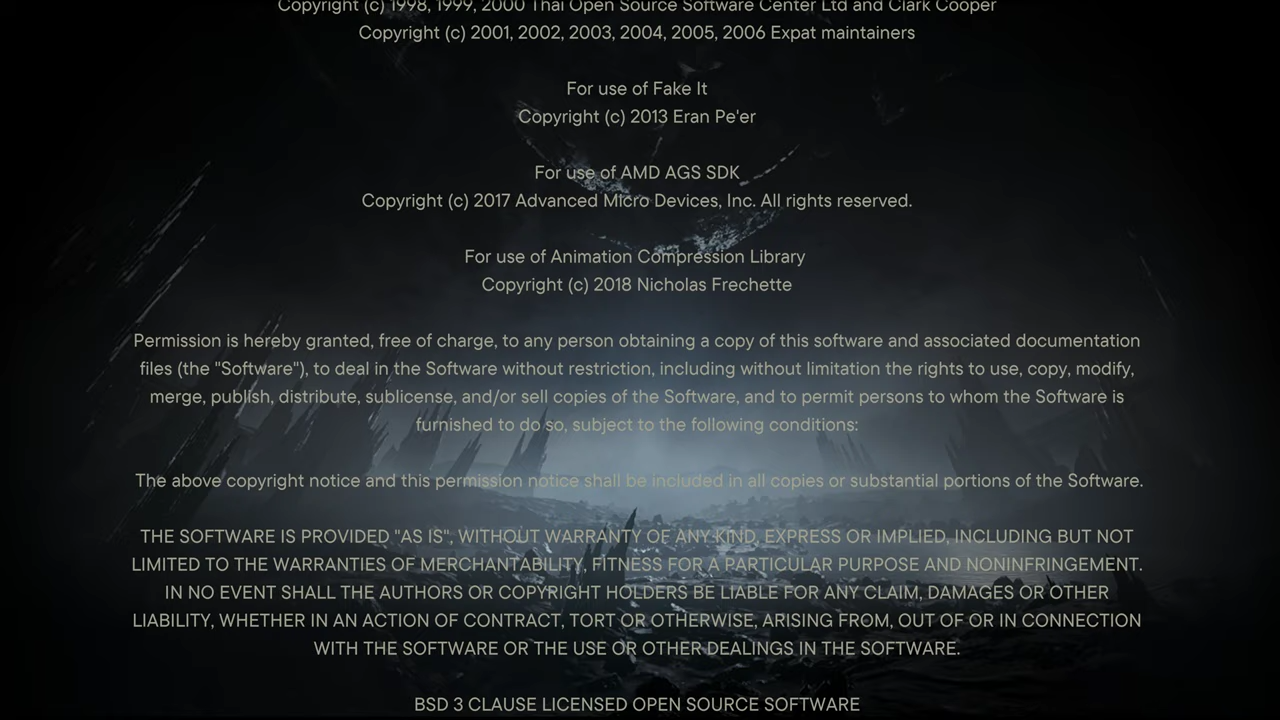 Copyright (c) 1998, 1999, 2000 Thai Open Source Software Center Ltd and Clark Cooper
Copyright (c) 2001, 2002, 2003, 2004, 2005, 2006 Expat maintainers
For use of Fake It
Copyright (c) 2013 Eran Pe'er
For use of AMD AGS SDK
Copyright (c) 2017 Advanced Micro Devices, Inc. All rights reserved.
For use of Animation Compression Library
Copyright (c) 2018 Nicholas Frechette
Permission is hereby granted, free of charge, to any person obtaining a copy of this software and associated documentation
files (the "Software"), to deal in the Software without restriction, including without limitation the rights to use, copy, modify,
merge, publish, distribute, sublicense, and/or sell copies of the Software, and to permit persons to whom the Software is
furnished to do so, subject to the following conditions:
The above copyright notice and this permission notice shall be included in all copies or substantial portions of the Software.
THE SOFTWARE IS PROVIDED "AS IS", WITHOUT WARRANTY OF ANY KIND, EXPRESS OR IMPLIED, INCLUDING BUT NOT
LIMITED TO THE WARRANTIES OF MERCHANTABILITY, FITNESS FOR A PARTICULAR PURPOSE AND NONINFRINGEMENT.
IN NO EVENT SHALL THE AUTHORS OR COPYRIGHT HOLDERS BE LIABLE FOR ANY CLAIM, DAMAGES OR OTHER
LIABILITY, WHETHER IN AN ACTION OF CONTRACT, TORT OR OTHERWISE, ARISING FROM, OUT OF OR IN CONNECTION
WITH THE SOFTWARE OR THE USE OR OTHER DEALINGS IN THE SOFTWARE.
BSD 3 CLAUSE LICENSED OPEN SOURCE SOFTWARE